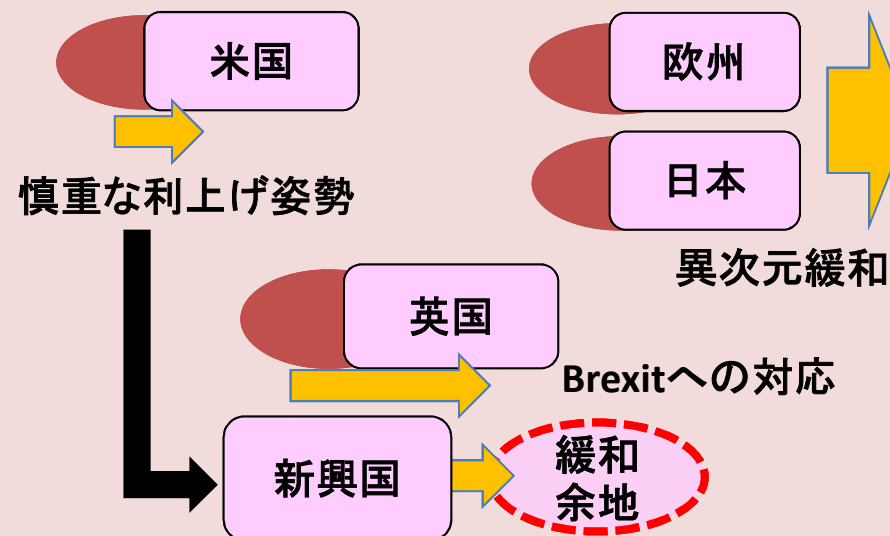 米国
慎重な利上げ姿勢
欧州
日本
異次元緩和
英国
Brexitへの対応
新興国
緩和
余地